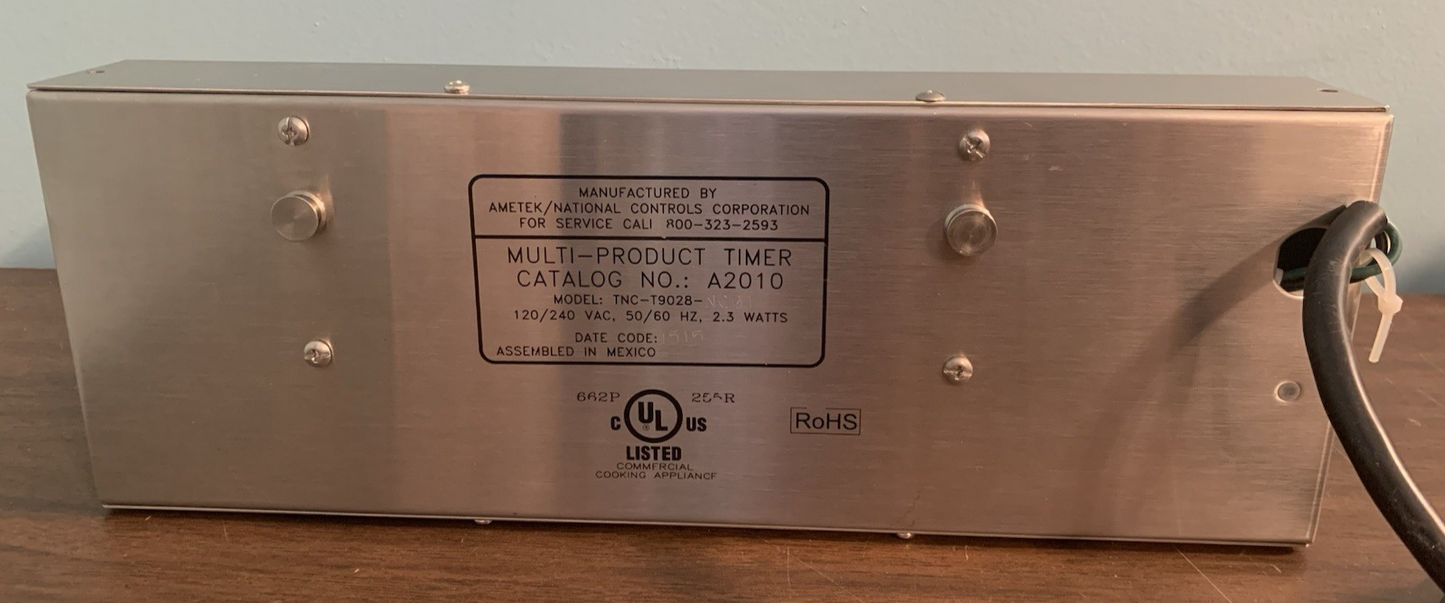 MANUFACTURED BY
AMETEK/NATIONAL CONTROLS CORPORATION
FOR SERVICE CALL 800-323-2593
MULTI-PRODUCT TIMER
CATALOG NO.: A2010
MODEL: TNC-T9028-
120/240 VAC, 50/60 HZ, 2.3 WATTS
DATE CODE:
ASSEMBLED IN MEXICO
662P
C UL ® US
LISTED
COMMERCIAL
COOKING APPLIANCE
RoHS